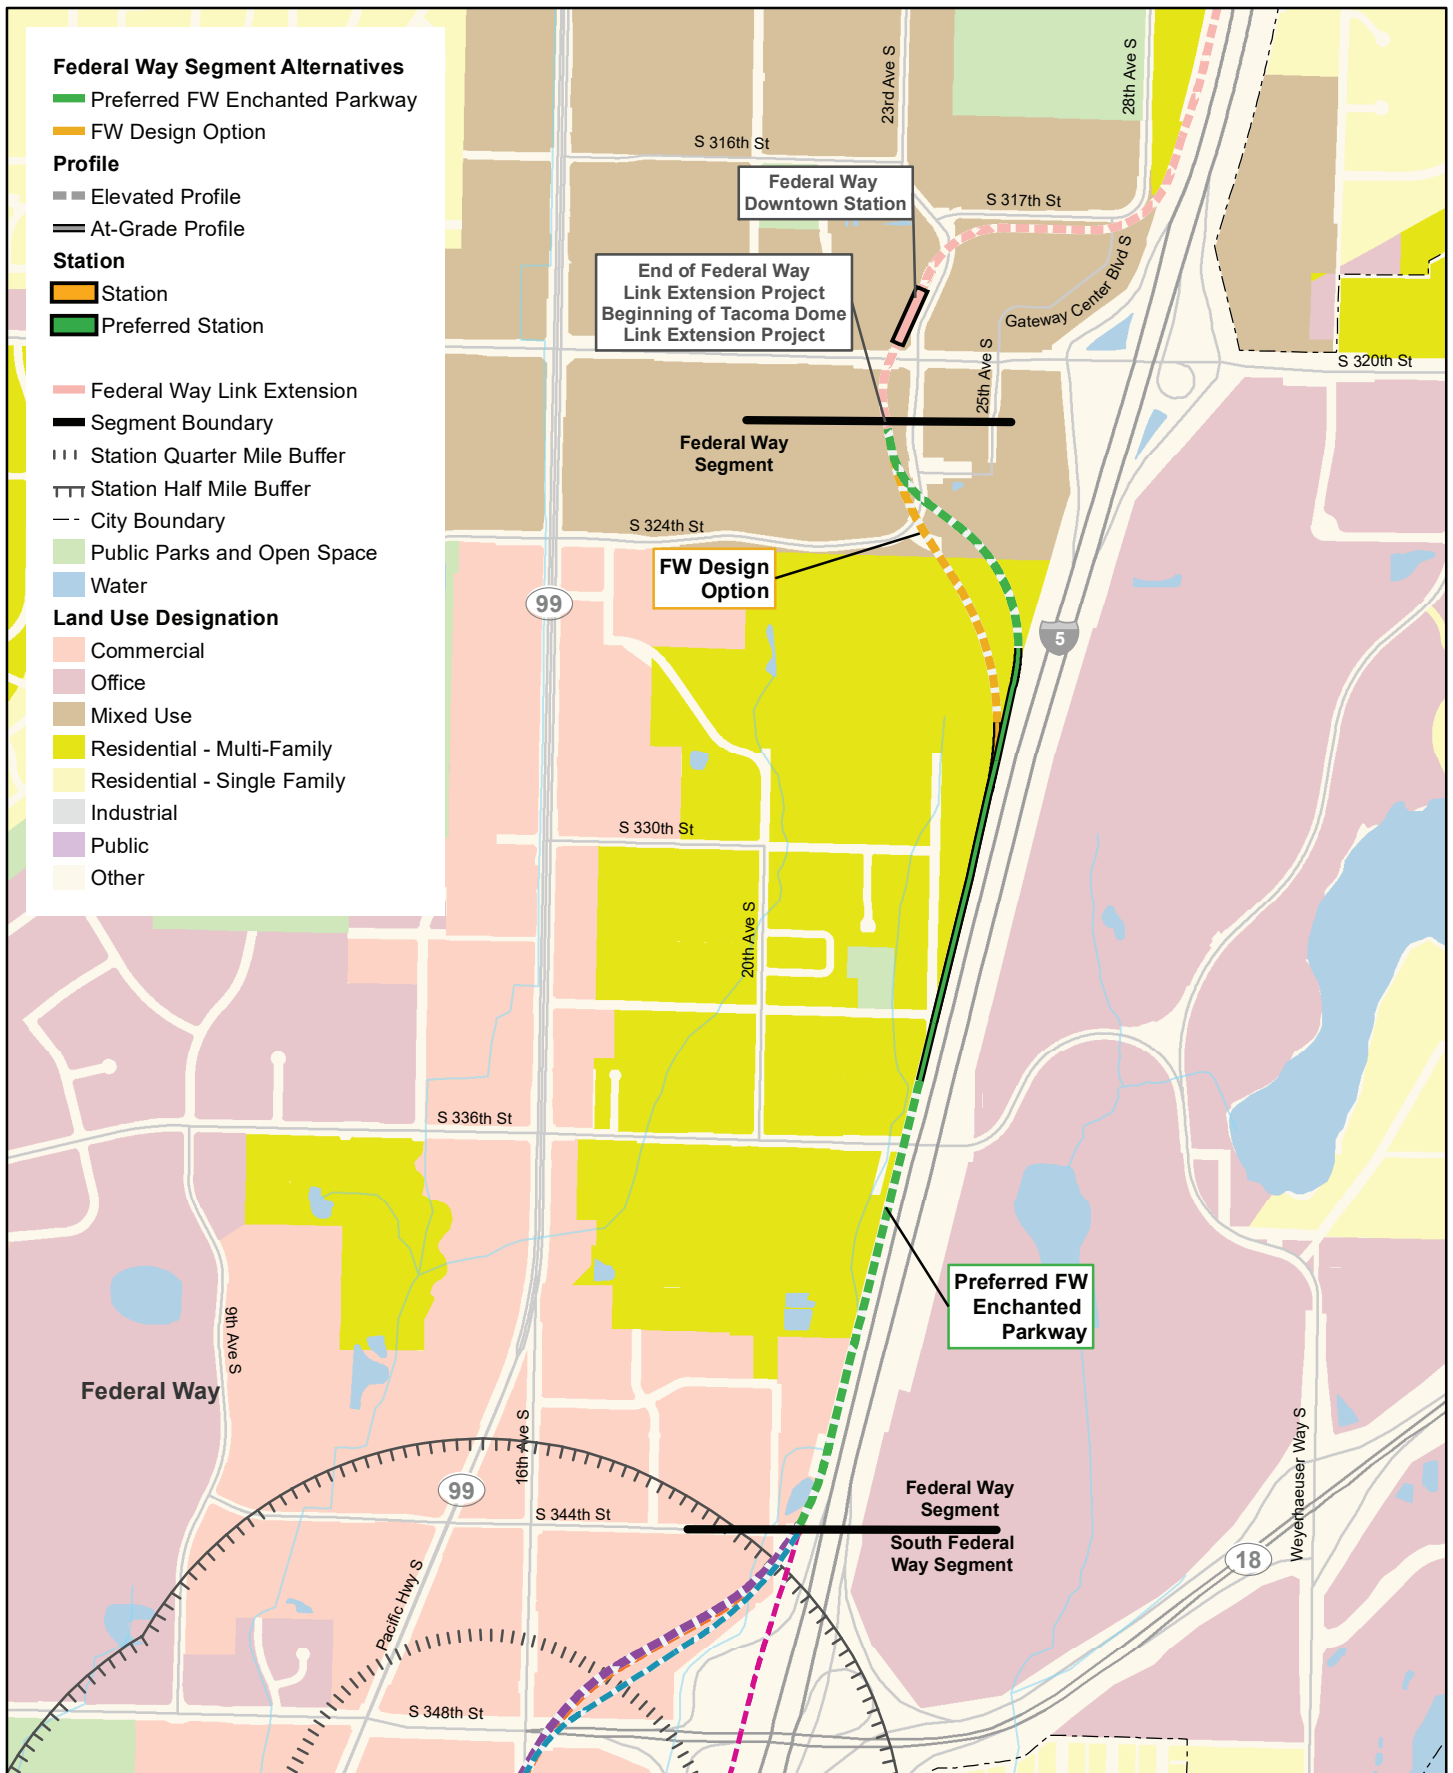 Federal Way Segment Alternatives
Preferred FW Enchanted Parkway
FW Design Option
Profile
Elevated Profile
At-Grade Profile
Station
Station
Preferred Station
Federal Way Link Extension
Segment Boundary
Station Quarter Mile Buffer
Station Half Mile Buffer
City Boundary
Public Parks and Open Space
Water
Land Use Designation
Commercial
Office
Mixed Use
Residential - Multi-Family
Residential - Single Family
Industrial
Public
Other
23rd Ave S
28th Ave S
S 316th St
Federal Way
Downtown Station
S 317th St
Gateway Center Blvd S
End of Federal Way
Link Extension Project
Beginning of Tacoma Dome
Link Extension Project
25th Ave S
S 320th St
Federal Way
Segment
S 324th St
FW Design
Option
99
5
S 330th St
20th Ave S
S 336th St
Preferred FW
Enchanted
Parkway
9th Ave S
Federal Way
16th Ave S
99
S 344th St
Federal Way
Segment
South Federal
Way Segment
Weyerhaeuser Way S
18
Pacific Hwy S
S 348th St